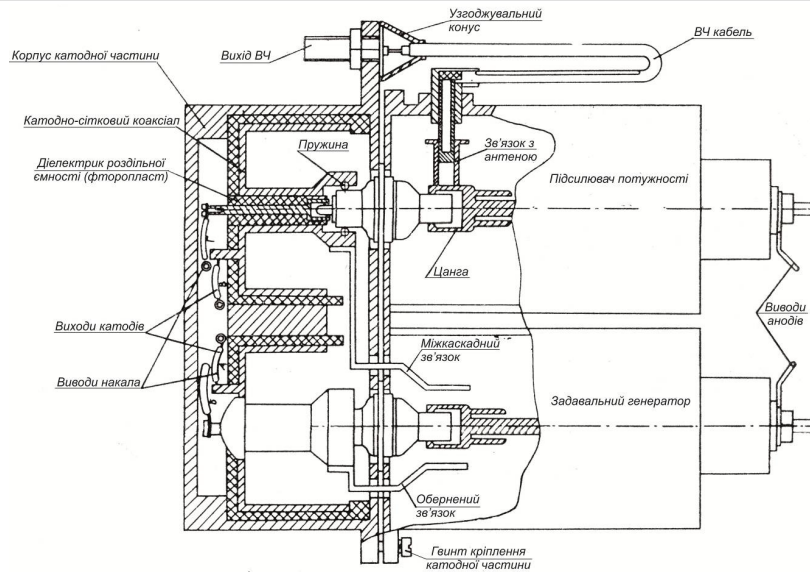 Узгоджувальний
конус
ВЧ кабель
Вихід ВЧ
Корпус катодної частини
Катодно-сітковий коаксіал
Пружина
Зв'язок з
антеною
Діелектрик роздільної
ємності (фторопласт)
Підсилювач потужності
Цанга
Виходи катодів
Виводи
анодів
Міжкаскадний
зв'язок
Виводи накала
Задавальний генератор
Обернений
зв'язок
Гвинт кріплення
катодної частини